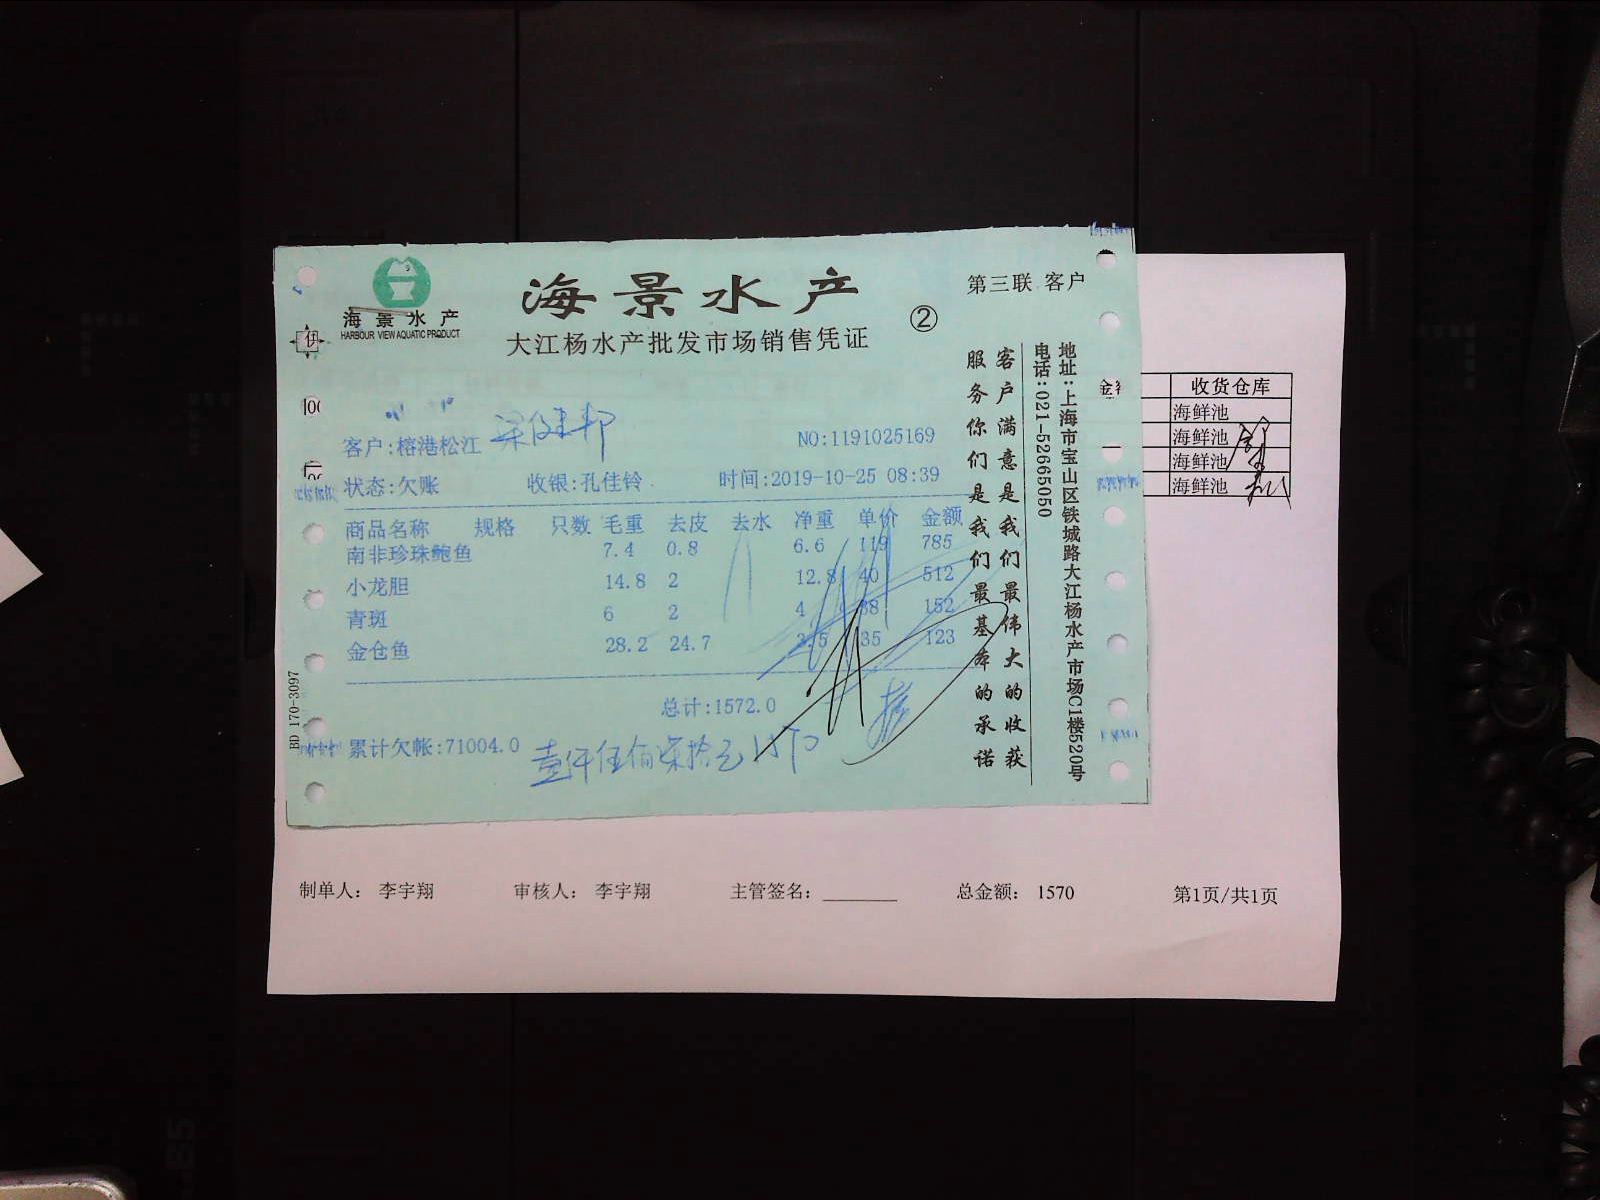 海景水产
HARBOUR VIEW AQUATIC PRODUCT
海景水产
大江杨水产批发市场销售凭证
②
第三联 客户
客户:榕港松江
NO:1191025169
状态:欠账 收银:孔佳铃 时间:2019-10-25 08:39
商品名称 规格 只数 毛重 去皮 去水 净重 单价 金额
南非珍珠鲍鱼 7.4 0.8 6.6 119 785
小龙胆 14.8 2 12.8 40 512
青斑 6 2 4 38 152
金仓鱼 28.2 24.7 3.5 35 123
总计:1572.0
累计欠帐:71004.0
壹仟伍佰柒拾元
客户满意是我们最伟大的收获
服务你们是我们最基本的承诺
地址:上海市宝山区铁城路大江杨水产市场C1楼520号
电话:021-52665050
BD 170-3097
收货仓库
海鲜池
海鲜池
海鲜池
海鲜池
制单人: 李宇翔 审核人: 李宇翔 主管签名: 总金额: 1570 第1页/共1页